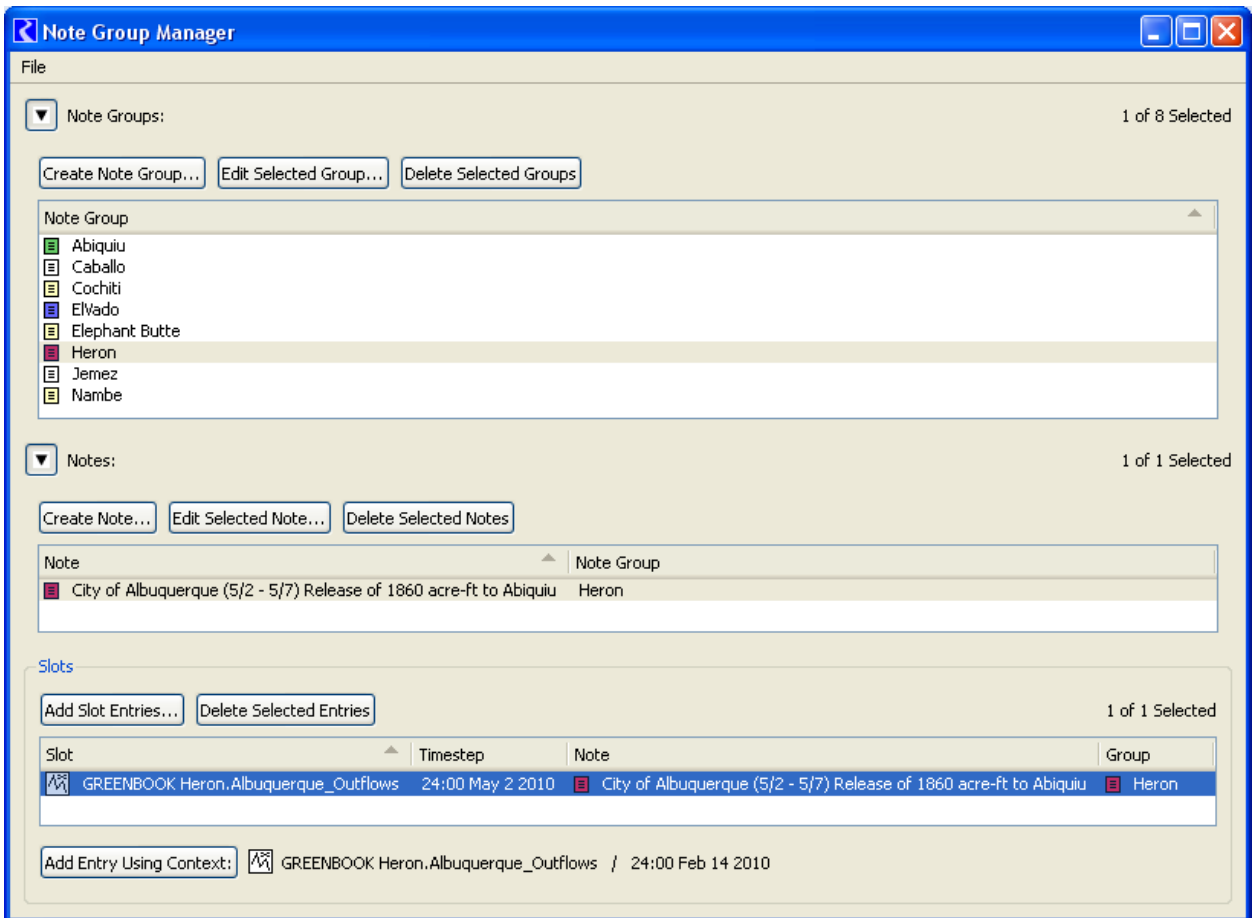 Note Group Manager
File
Note Groups: 1 of 8 Selected
Create Note Group... Edit Selected Group... Delete Selected Groups
Note Group
Abiquiu
Caballo
Cochiti
ElVado
Elephant Butte
Heron
Jemez
Nambe
Notes: 1 of 1 Selected
Create Note... Edit Selected Note... Delete Selected Notes
Note Note Group
City of Albuquerque (5/2 - 5/7) Release of 1860 acre-ft to Abiquiu Heron
Slots
Add Slot Entries... Delete Selected Entries 1 of 1 Selected
Slot Timestep Note Group
GREENBOOK Heron.Albuquerque_Outflows 24:00 May 2 2010 City of Albuquerque (5/2 - 5/7) Release of 1860 acre-ft to Abiquiu Heron
Add Entry Using Context: GREENBOOK Heron.Albuquerque_Outflows / 24:00 Feb 14 2010